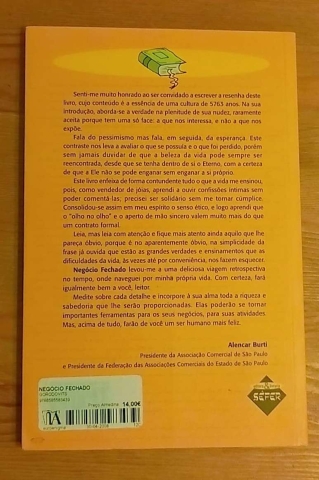 Senti-me muito honrado ao ser convidado a escrever a resenha deste
livro, cujo conteúdo é a essência de uma cultura de 5763 anos. Na sua
introdução, aborda-se a verdade na plenitude de sua nudez, raramente
aceita porque tem uma só face: a que nos interessa, e não a que nos
expõe.
Fala do pessimismo mas fala, em seguida, da esperança. Este
contraste nos leva a avaliar o que se possuía e o que foi perdido, porém
sem jamais duvidar de que a beleza da vida pode sempre ser
reencontrada, desde que se tenha dentro de si o Eterno, com a certeza
de que a Ele não se pode enganar sem enganar a si próprio.
Este livro enfeixa de forma contundente tudo o que a vida me ensinou,
pois, como vendedor de jóias, aprendi a ouvir confissões íntimas sem
poder comentá-las; precisei ser solidário sem me tornar cúmplice.
Consolidou-se assim em meu espírito o senso ético, e logo aprendi que
o "olho no olho" e o aperto de mão sincero valem muito mais do que
um contrato formal.
Leia, mas leia com atenção e fique mais atento ainda àquilo que lhe
pareça óbvio, porque é no aparentemente óbvio, na simplicidade da
frase já ouvida que estão as grandes verdades e ensinamentos que as
dificuldades da vida, às vezes até por conveniência, nos fazem esquecer.
Negócio Fechado levou-me a uma deliciosa viagem retrospectiva
no tempo, onde naveguei por minha própria vida. Com certeza, fará
igualmente bem a você, leitor.
Medite sobre cada detalhe e incorpore à sua alma toda a riqueza e
sabedoria que lhe serão proporcionadas. Elas poderão se tornar
importantes ferramentas para os seus negócios, para suas atividades.
Mas, acima de tudo, farão de você um ser humano mais feliz.
Alencar Burti
Presidente da Associação Comercial de São Paulo
e Presidente da Federação das Associações Comerciais do Estado de São Paulo
NEGÓCIO FECHADO
14,00€
SÊFER